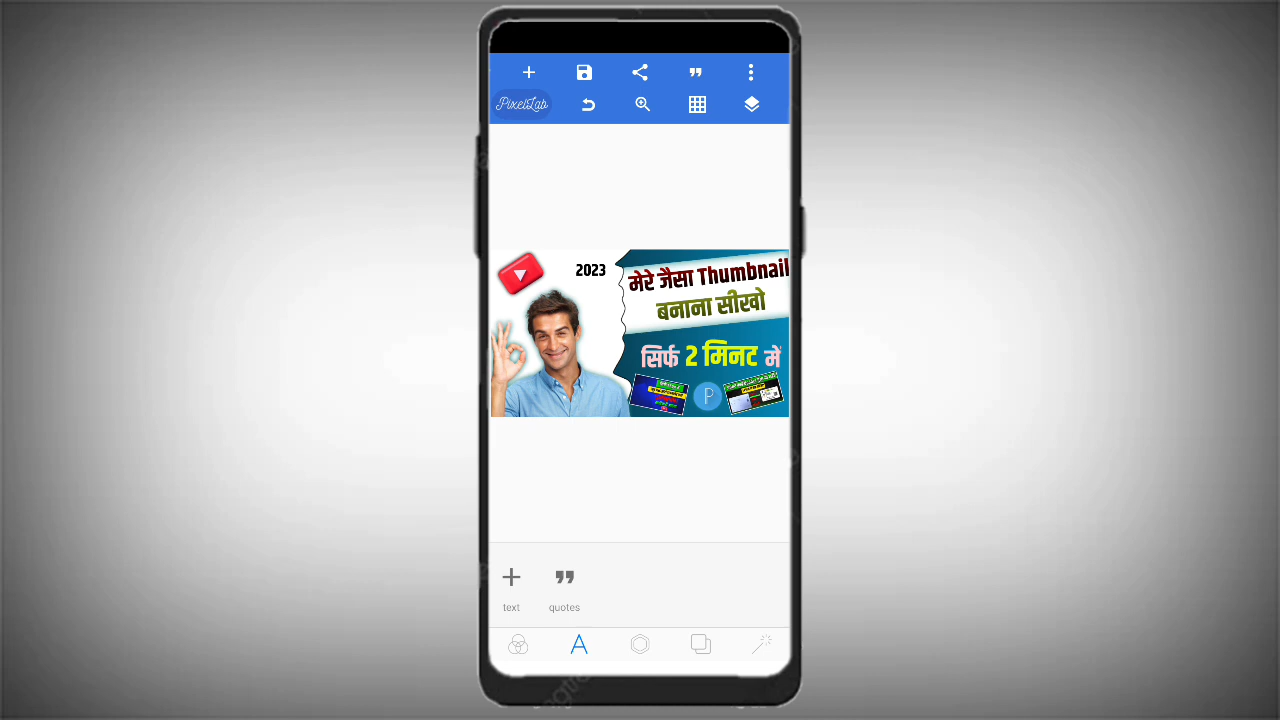 PixelLab
2023
मेरे जैसा Thumbnail
बनाना सीखो
सिर्फ 2 मिनट में
P
text
quotes